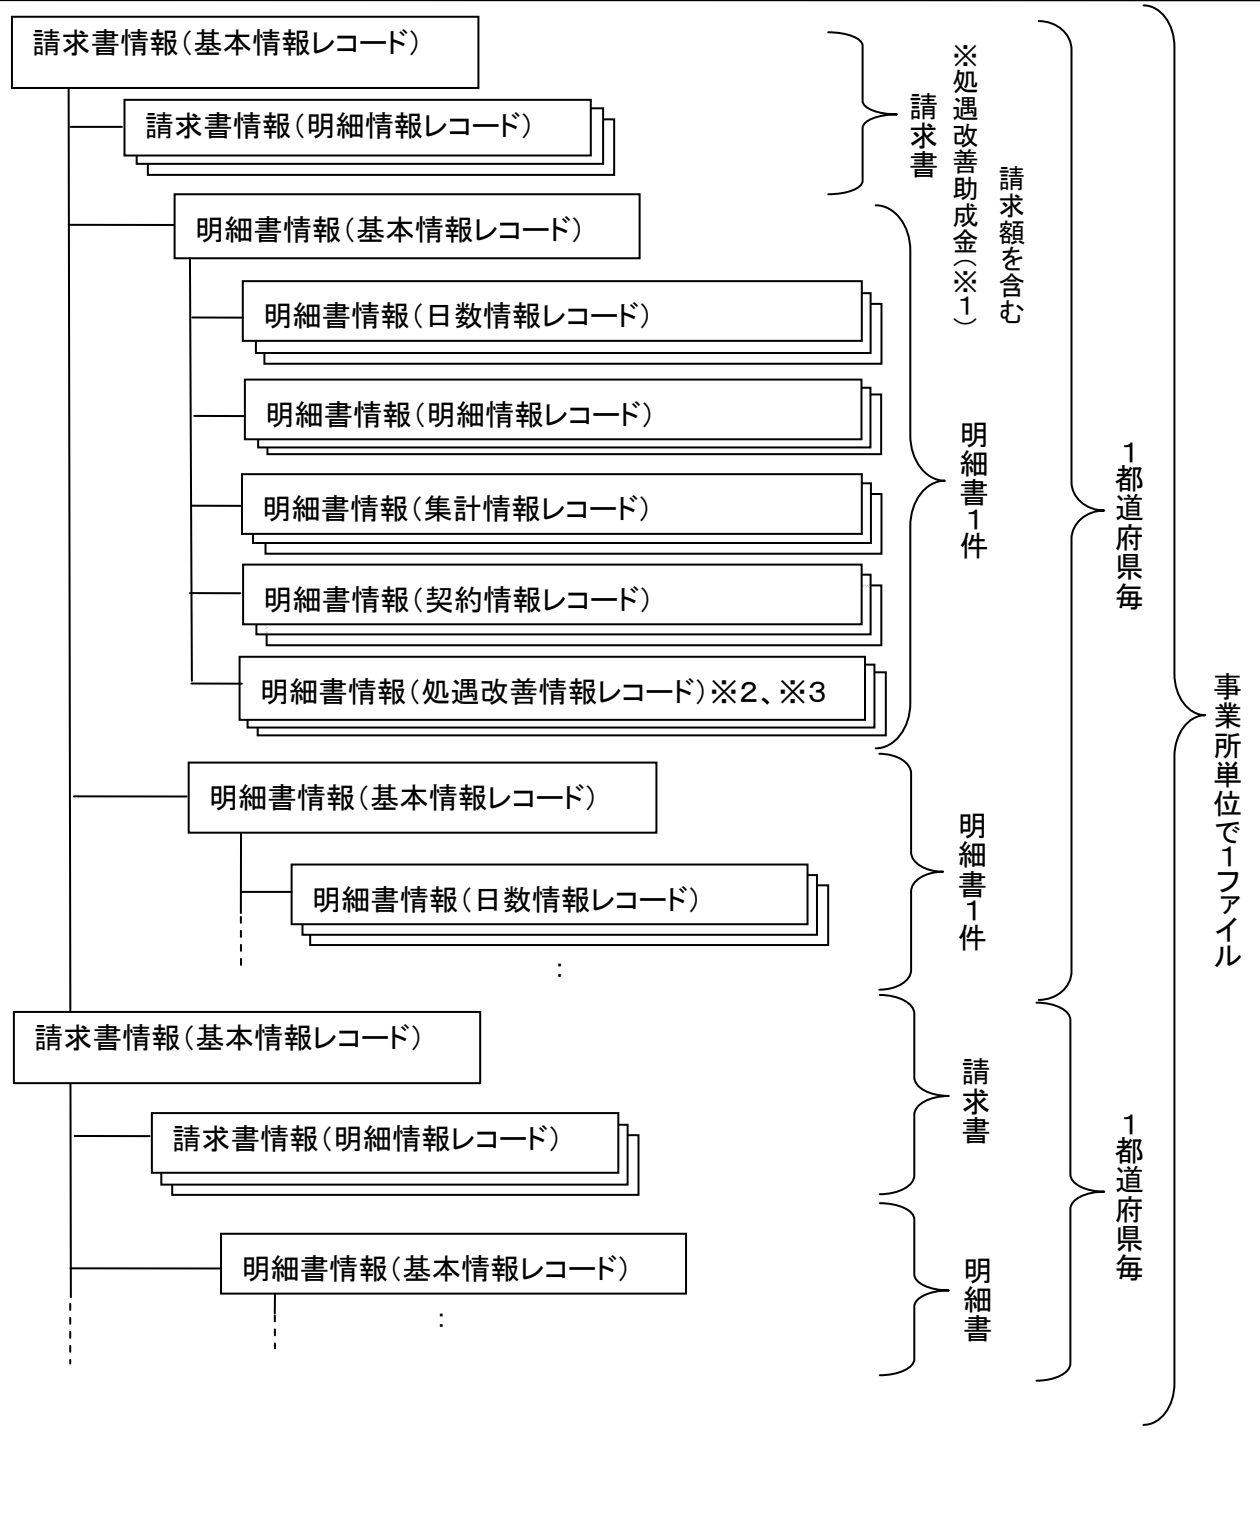 請求書情報(基本情報レコード)
請求書情報(明細情報レコード)
明細書情報(基本情報レコード)
明細書情報(日数情報レコード)
明細書情報(明細情報レコード)
明細書情報(集計情報レコード)
明細書情報(契約情報レコード)
明細書情報(処遇改善情報レコード)※2、※3
明細書情報(基本情報レコード)
明細書情報(日数情報レコード)
:
請求書情報(基本情報レコード)
請求書情報(明細情報レコード)
明細書情報(基本情報レコード)
:
請求書
※処遇改善助成金(※1)
請求額を含む
明細書1件
明細書1件
請求書
明細書
1都道府県毎
1都道府県毎
事業所単位で1ファイル